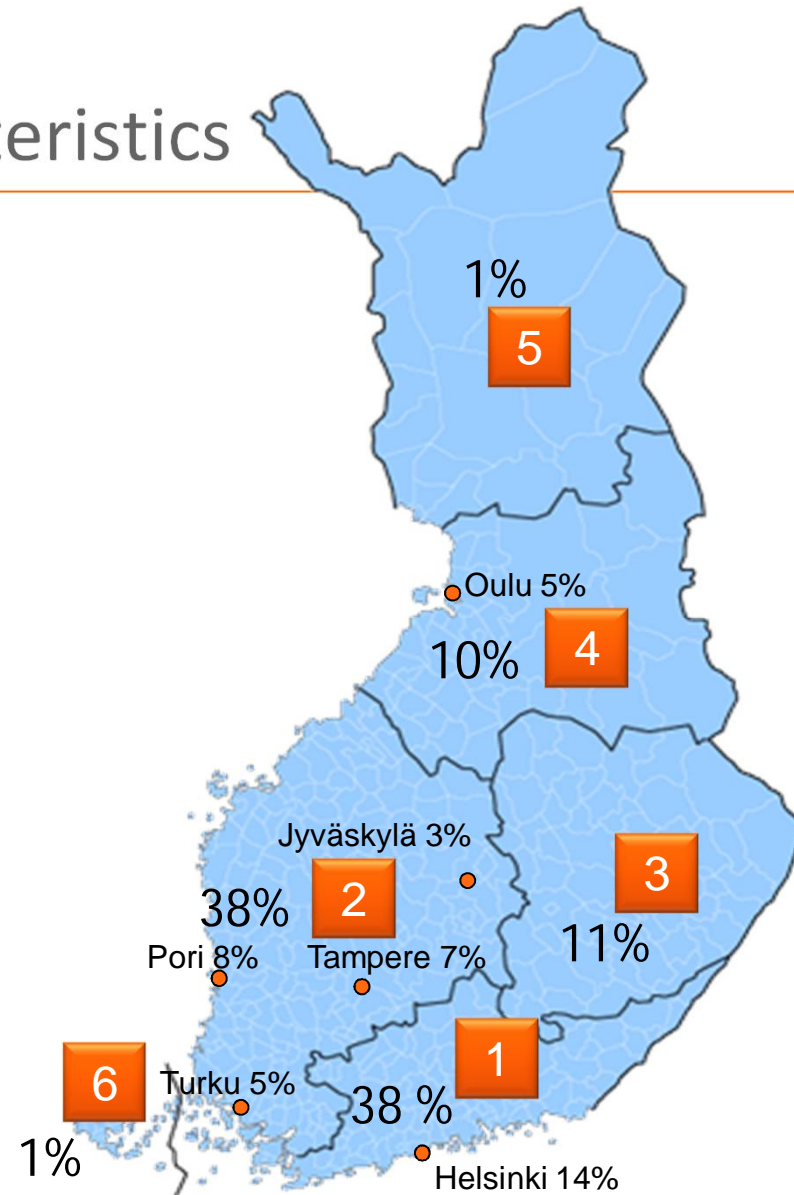 teristics
1%
5
Oulu 5%
10%
4
Jyväskylä 3%
3
38%
2
11%
Pori 8%
Tampere 7%
1
6
Turku 5%
38 %
1%
Helsinki 14%